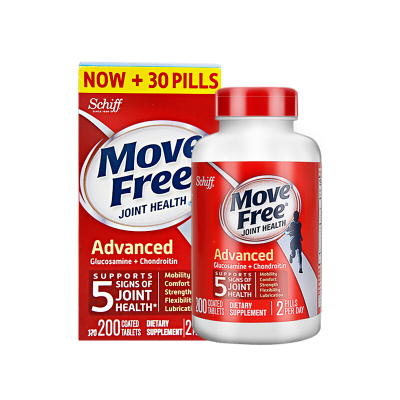 NOW + 30 PILLS
Schiff
Move
Free
JOINT HEALTH
Advanced
Glucosamine + Chondroitin
SUPPORTS
5 SIGNS OF
JOINT
HEALTH
Mobility
Comfort
Strength
Flexibility
Lubrication
170 200 COATED
TABLETS
DIETARY
SUPPLEMENT
2
Schiff
Move
Free
JOINT HEALTH
Advanced
Glucosamine + Chondroitin
SUPPORTS
5 SIGNS OF
JOINT
HEALTH
Mobility
Comfort
Strength
Flexibility
Lubrication
200 COATED
TABLETS
DIETARY
SUPPLEMENT
2 PILLS
PER DAY